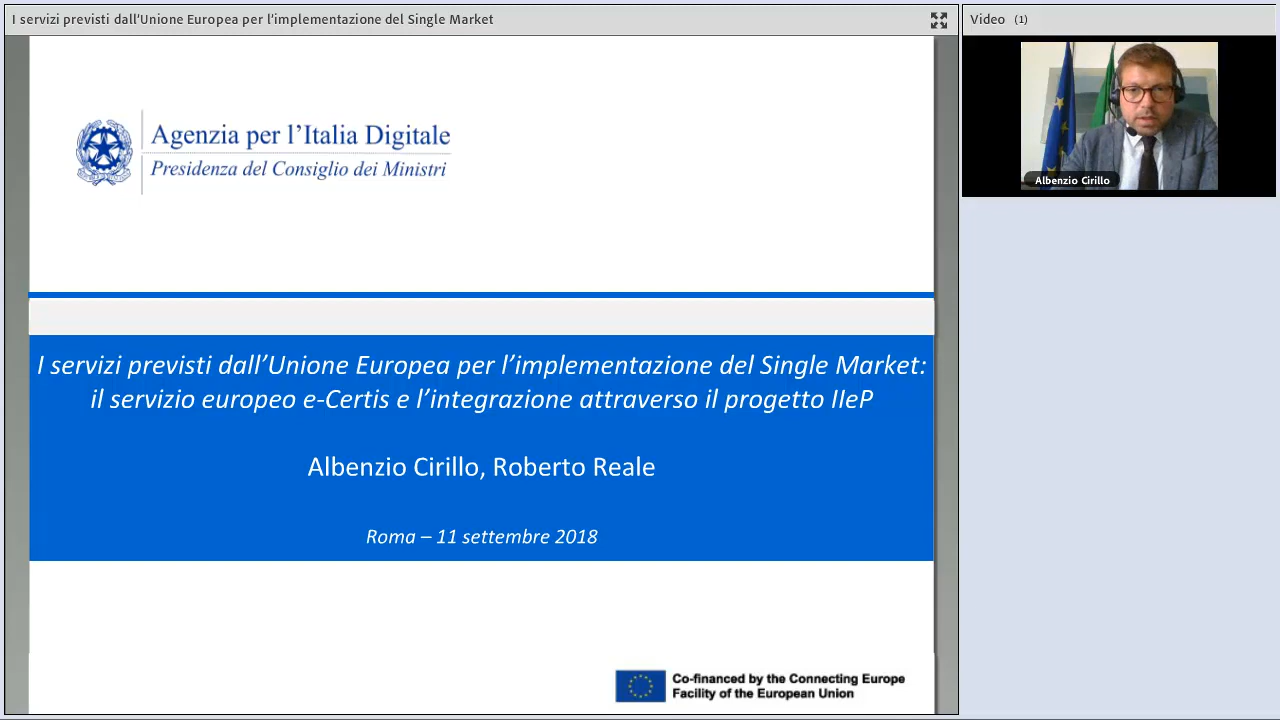 I servizi previsti dall'Unione Europea per l'implementazione del Single Market
Video (1)
Albenzio Cirillo
Agenzia per l'Italia Digitale
Presidenza del Consiglio dei Ministri
I servizi previsti dall’Unione Europea per l’implementazione del Single Market:
il servizio europeo e-Certis e l’integrazione attraverso il progetto IIeP
Albenzio Cirillo, Roberto Reale
Roma – 11 settembre 2018
Co-financed by the Connecting Europe
Facility of the European Union